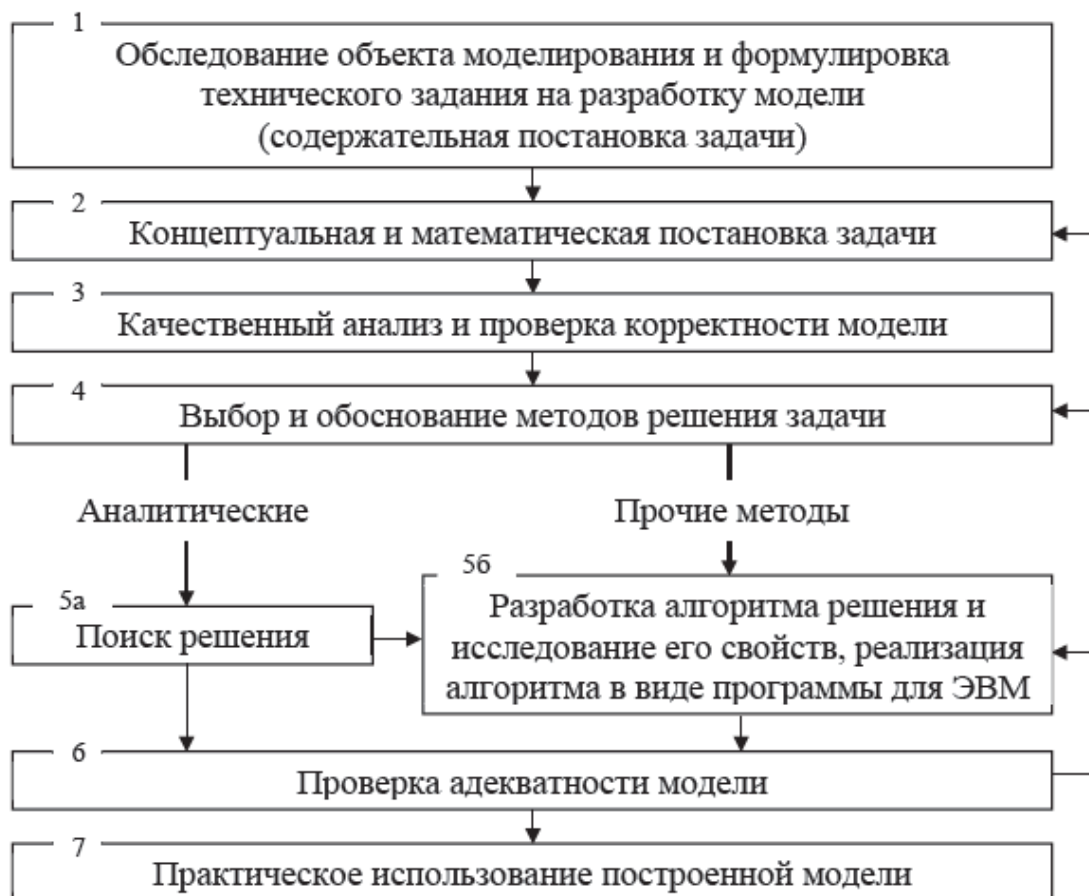 1
Обследование объекта моделирования и формулировка
технического задания на разработку модели
(содержательная постановка задачи)
2
Концептуальная и математическая постановка задачи
3
Качественный анализ и проверка корректности модели
4
Выбор и обоснование методов решения задачи
Аналитические
Прочие методы
5а
Поиск решения
5б
Разработка алгоритма решения и
исследование его свойств, реализация
алгоритма в виде программы для ЭВМ
6
Проверка адекватности модели
7
Практическое использование построенной модели